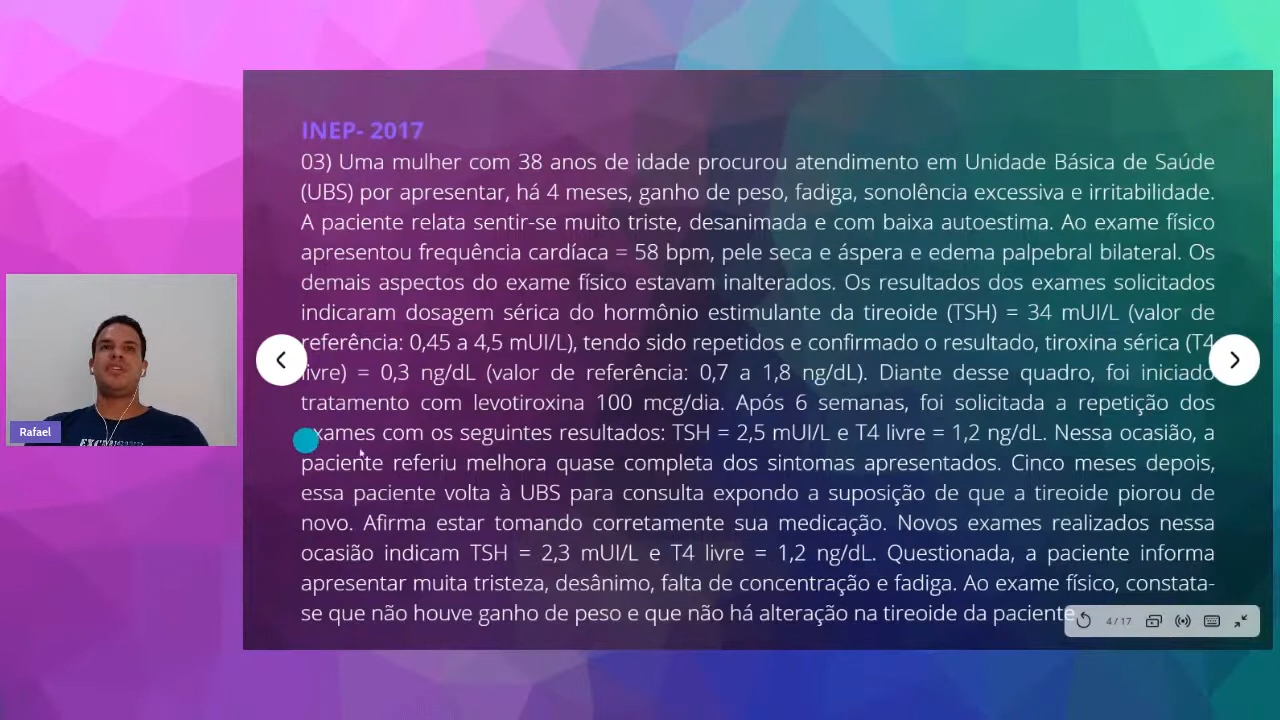 INEP- 2017
03) Uma mulher com 38 anos de idade procurou atendimento em Unidade Básica de Saúde
(UBS) por apresentar, há 4 meses, ganho de peso, fadiga, sonolência excessiva e irritabilidade.
A paciente relata sentir-se muito triste, desanimada e com baixa autoestima. Ao exame físico
apresentou frequência cardíaca = 58 bpm, pele seca e áspera e edema palpebral bilateral. Os
demais aspectos do exame físico estavam inalterados. Os resultados dos exames solicitados
indicaram dosagem sérica do hormônio estimulante da tireoide (TSH) = 34 mUI/L (valor de
referência: 0,45 a 4,5 mUI/L), tendo sido repetidos e confirmado o resultado, tiroxina sérica (T4
livre) = 0,3 ng/dL (valor de referência: 0,7 a 1,8 ng/dL). Diante desse quadro, foi iniciado
tratamento com levotiroxina 100 mcg/dia. Após 6 semanas, foi solicitada a repetição dos
exames com os seguintes resultados: TSH = 2,5 mUI/L e T4 livre = 1,2 ng/dL. Nessa ocasião, a
paciente referiu melhora quase completa dos sintomas apresentados. Cinco meses depois,
essa paciente volta à UBS para consulta expondo a suposição de que a tireoide piorou de
novo. Afirma estar tomando corretamente sua medicação. Novos exames realizados nessa
ocasião indicam TSH = 2,3 mUI/L e T4 livre = 1,2 ng/dL. Questionada, a paciente informa
apresentar muita tristeza, desânimo, falta de concentração e fadiga. Ao exame físico, constata-
se que não houve ganho de peso e que não há alteração na tireoide da paciente
Rafael
4 / 17